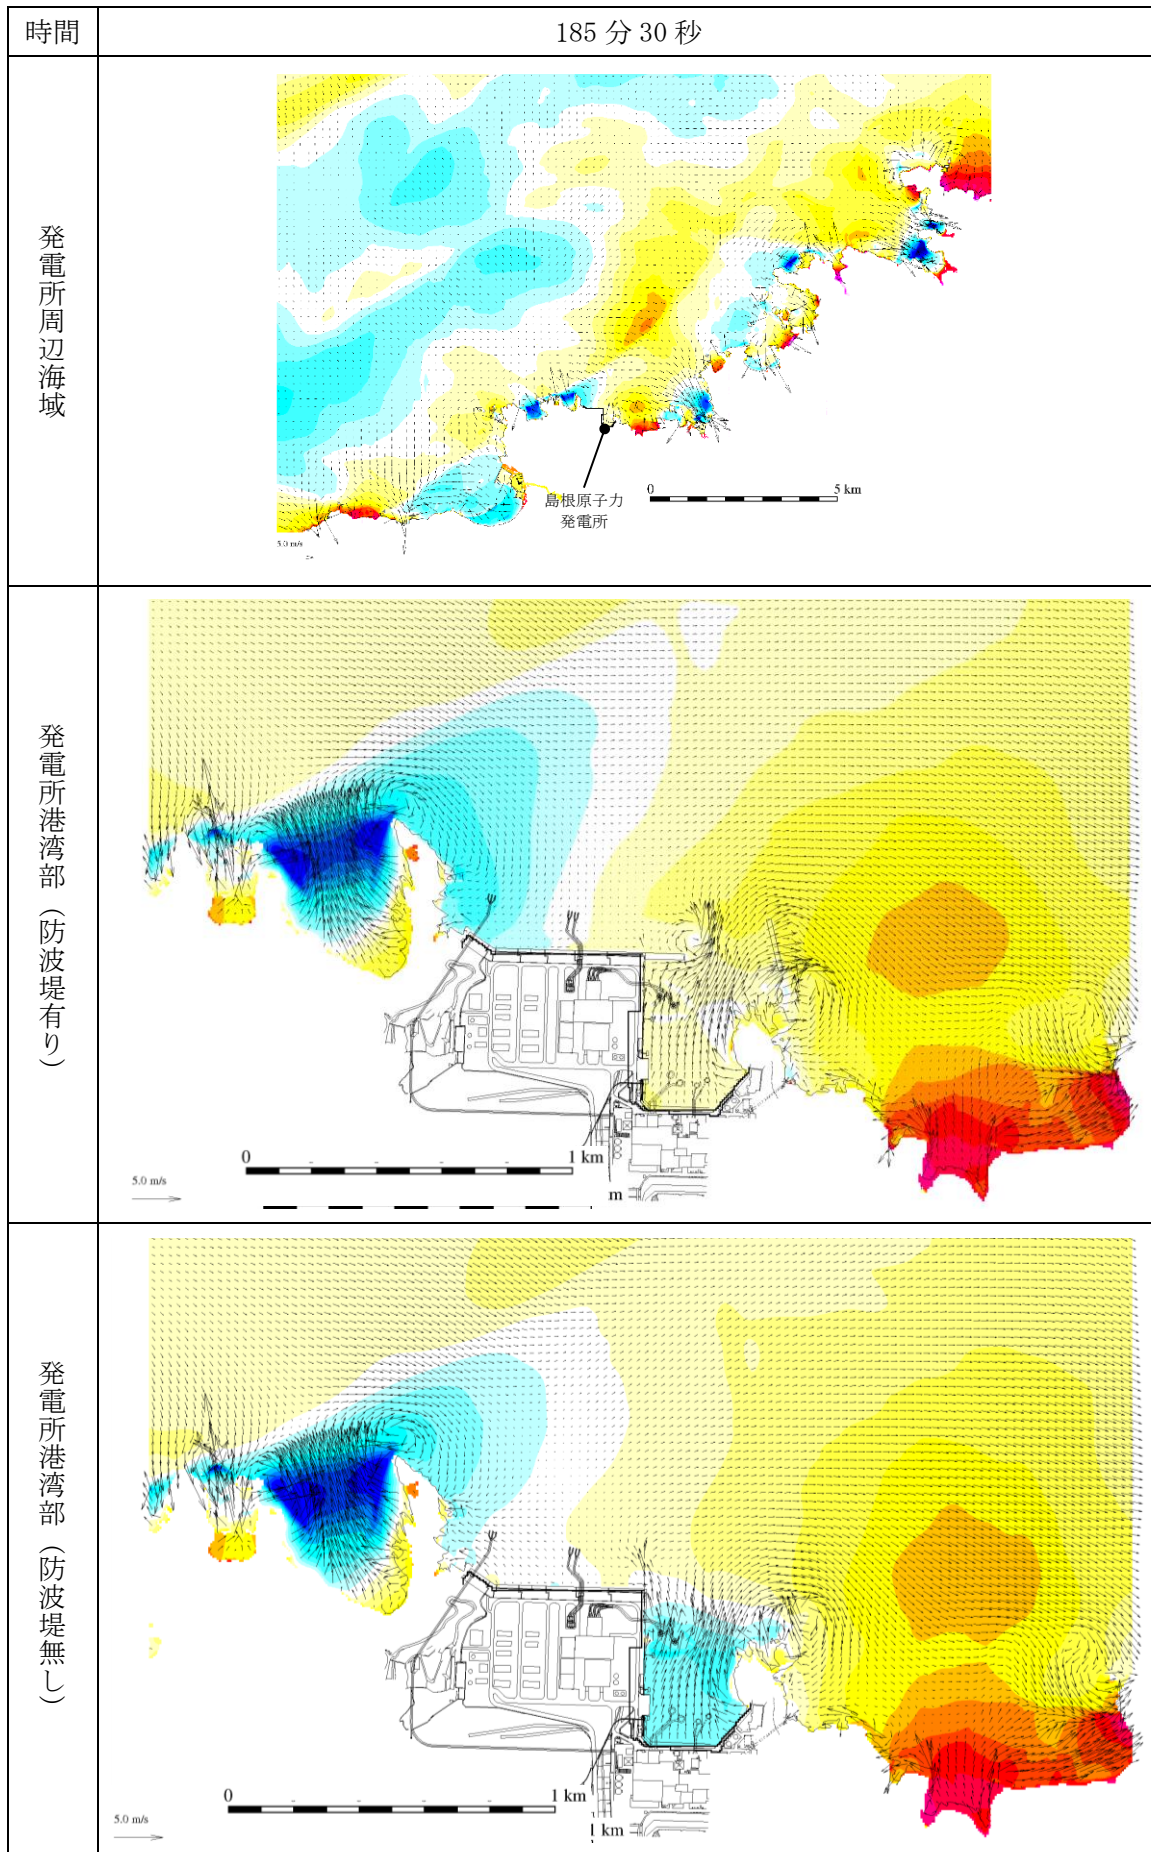 時間
185 分 30 秒
発電所周辺海域
島根原子力
発電所
0
5 km
5.0 m/s
発電所港湾部（防波堤有り）
0
1 km
5.0 m/s
m
発電所港湾部（防波堤無し）
0
1 km
5.0 m/s
1 km